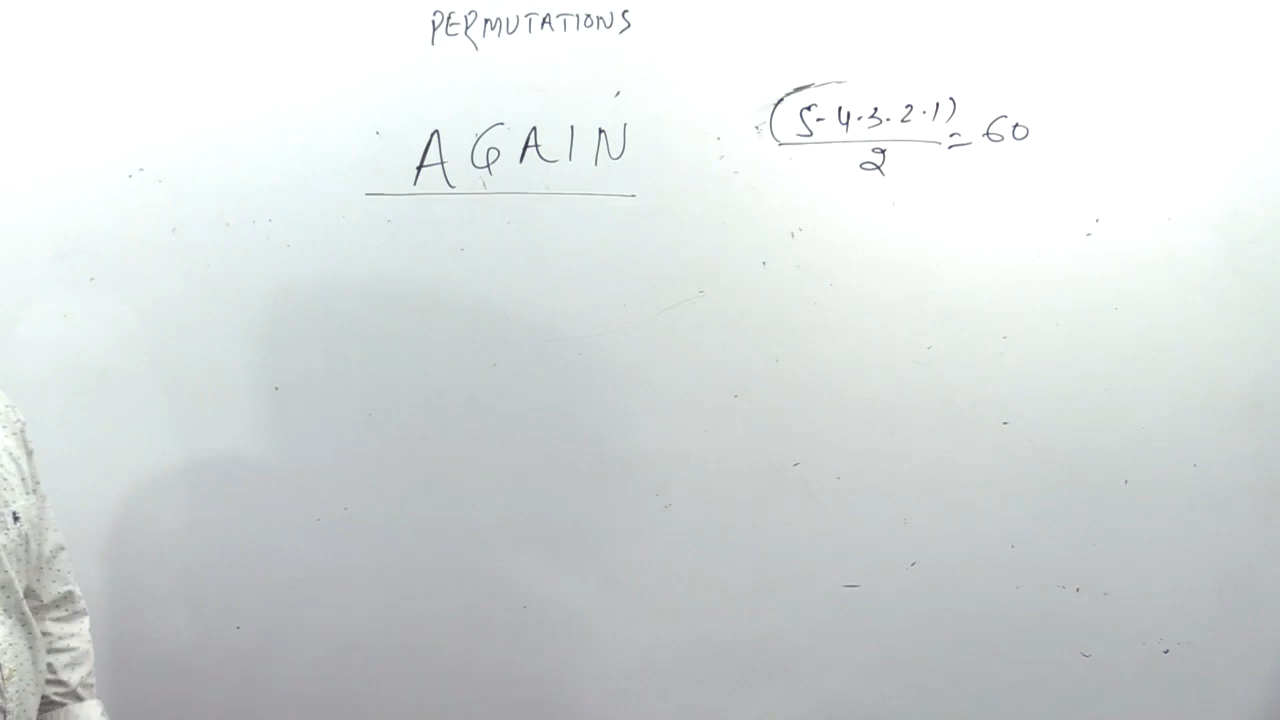 PERMUTATIONS
AGAIN
(5·4·3·2·1)
2
= 60